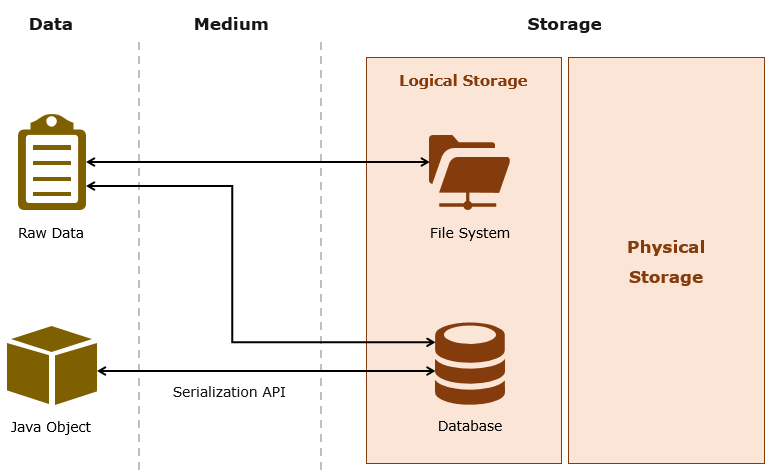 Data
Medium
Storage
Logical Storage
Raw Data
File System
Physical
Storage
Serialization API
Java Object
Database